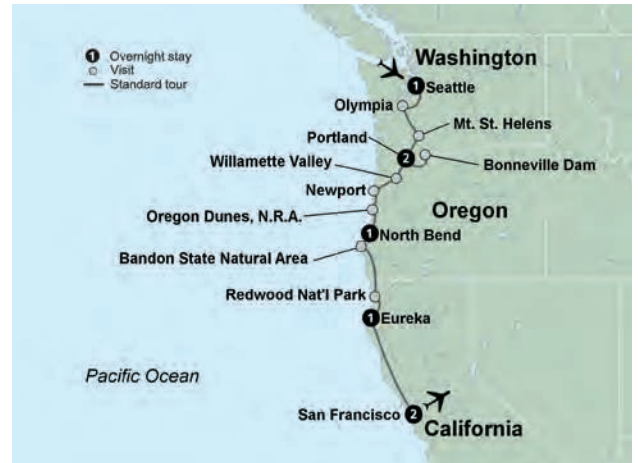 1 Overnight stay
Visit
Standard tour
Washington
1 Seattle
Olympia
Mt. St. Helens
Portland
2
Willamette Valley
Bonneville Dam
Newport
Oregon Dunes, N.R.A.
Oregon
1 North Bend
Bandon State Natural Area
Redwood Nat'l Park
1 Eureka
Pacific Ocean
San Francisco 2
California